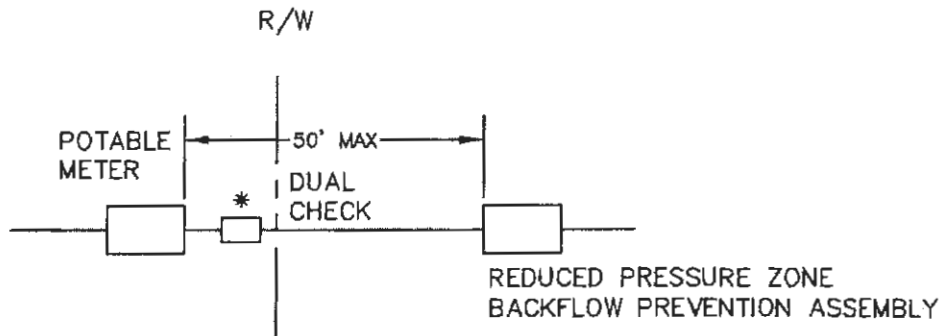 R/W
POTABLE
METER
50' MAX
*
DUAL
CHECK
REDUCED PRESSURE ZONE
BACKFLOW PREVENTION ASSEMBLY